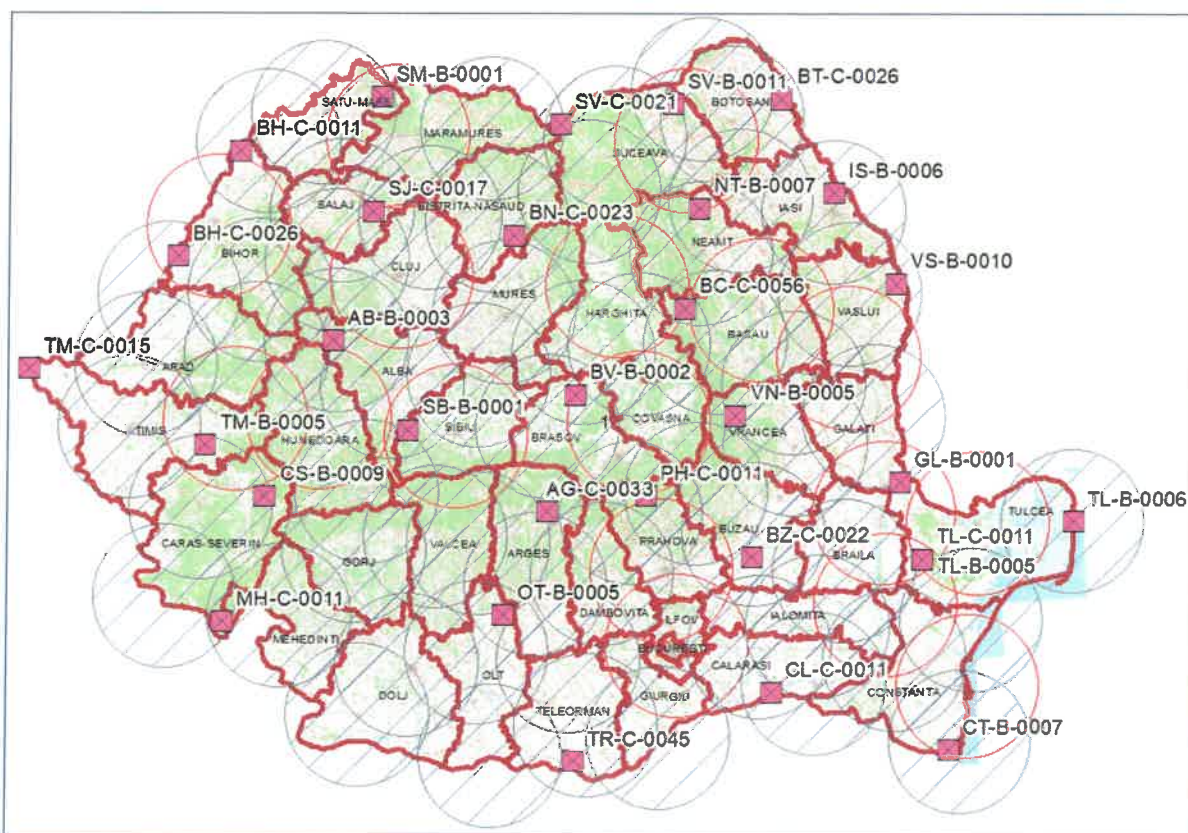 SM-B-0001
SATU-MARE
SV-B-0011
BT-C-0026
SV-C-0021
BOTOSANI
BH-C-0011
MARAMURES
SUCEAVA
SJ-C-0017
NT-B-0007
IS-B-0006
SALAJ
BISTRITA-NASAUD
BN-C-0023
IASI
NEAMT
BH-C-0026
BIHOR
CLUJ
VS-B-0010
MURES
BC-C-0056
HARGHITA
VASLUI
AB-B-0003
BACAU
TM-C-0015
ARAD
ALBA
BV-B-0002
VN-B-0005
SB-B-0001
SIBIU
COVASNA
TIMIS
TM-B-0005
HUNEDOARA
BRASOV
1
VRANCEA
GALATI
CS-B-0009
PH-C-0011
GL-B-0001
AG-C-0033
TL-B-0006
TULCEA
CARAS-SEVERIN
VALCEA
ARGES
PRAHOVA
BUZAU
BZ-C-0022
BRAILA
TL-C-0011
GORJ
TL-B-0005
MH-C-0011
OT-B-0005
DAMBOVITA
ILFOV
IALOMITA
MEHEDINTI
BUCURESTI
CALARASI
CL-C-0011
CONSTANTA
DOLJ
OLT
GIURGIU
TELEORMAN
CT-B-0007
TR-C-0045